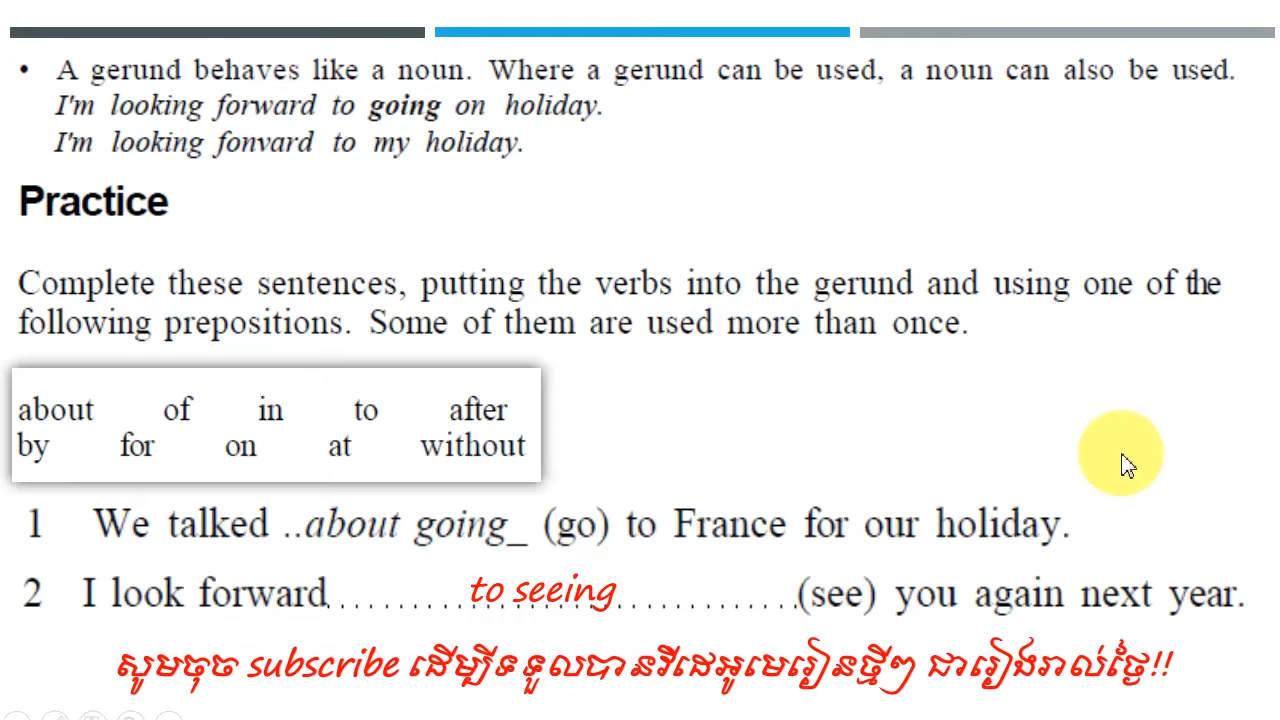 • A gerund behaves like a noun. Where a gerund can be used, a noun can also be used.
I'm looking forward to going on holiday.
I'm looking fonvard to my holiday.
Practice
Complete these sentences, putting the verbs into the gerund and using one of the
following prepositions. Some of them are used more than once.
about of in to after
by for on at without
1 We talked ..about going_ (go) to France for our holiday.
2 I look forward................to seeing................(see) you again next year.
សូមចុច subscribe ដើម្បីទទួលបានវីដេអូមេរៀនថ្មីៗ ជារៀងរាល់ថ្ងៃ!!